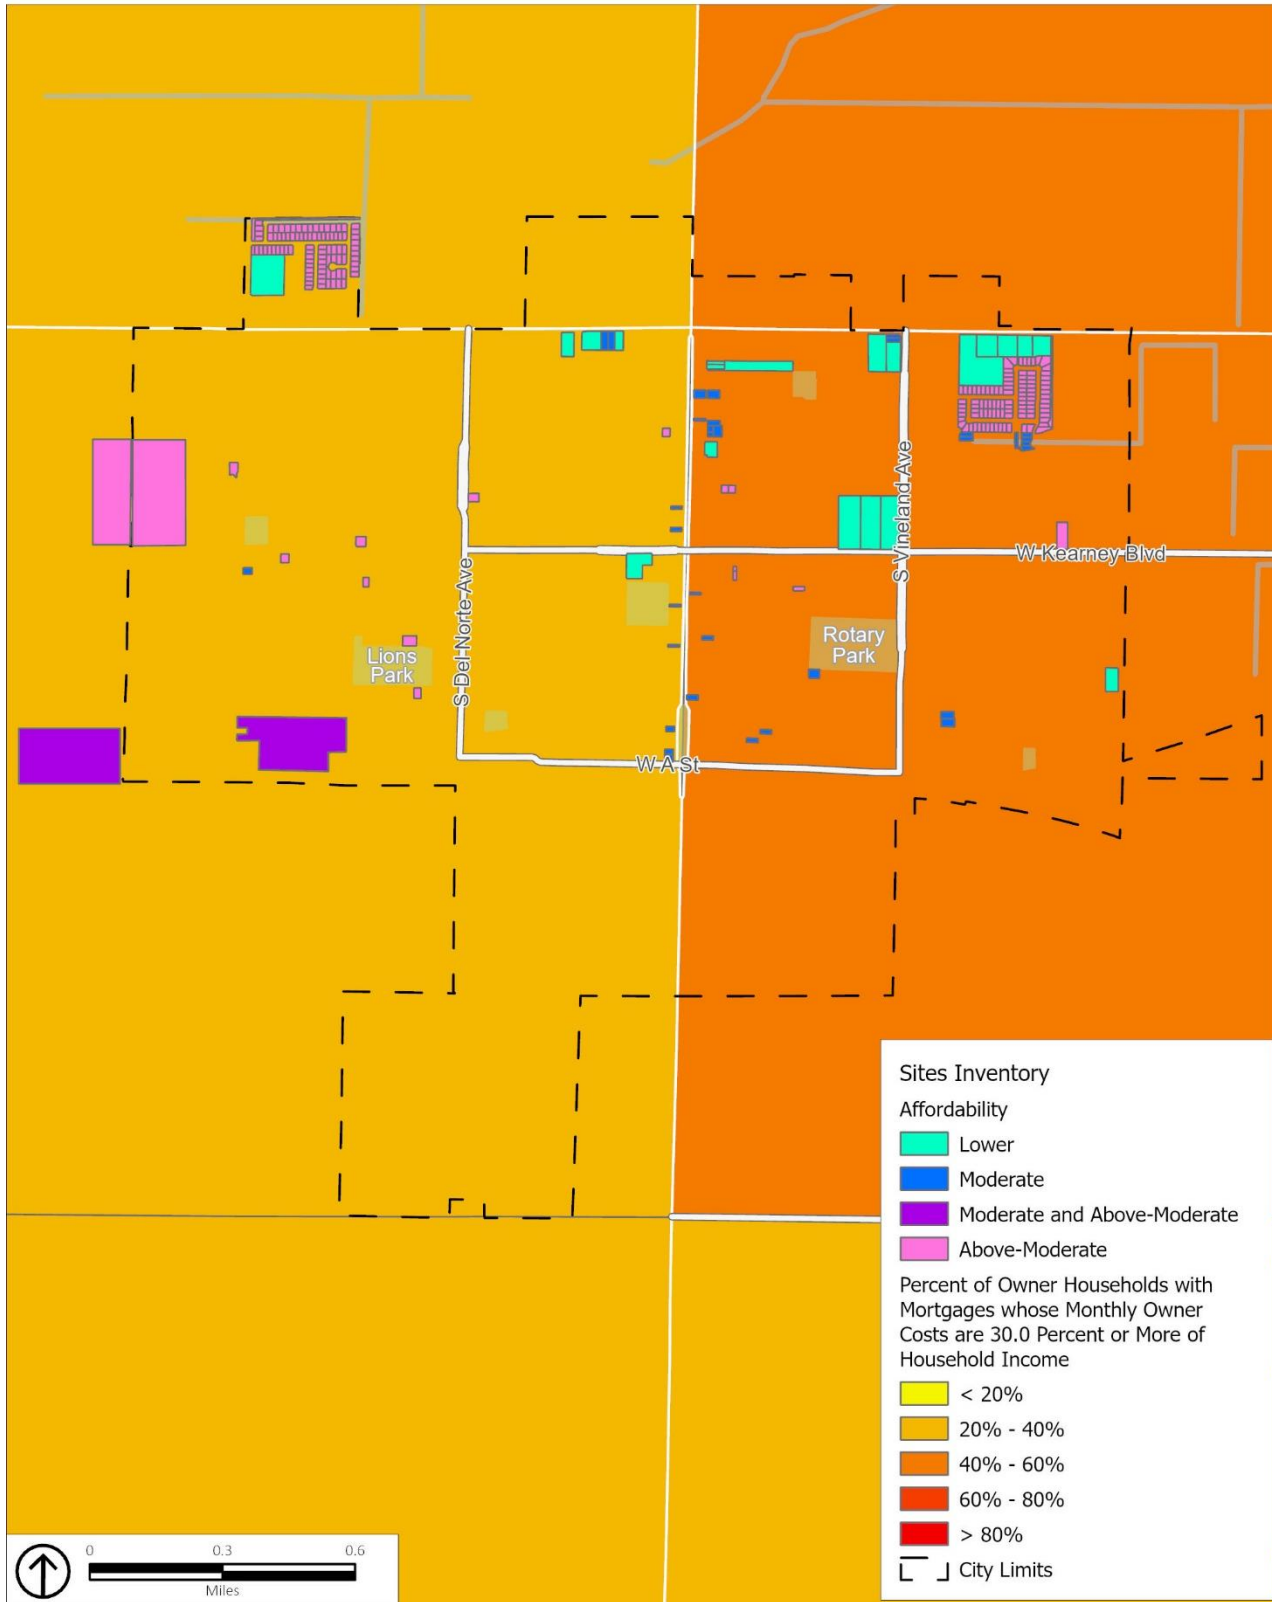 S Vineland Ave
W Kearney Blvd
S Del Norte Ave
Rotary
Park
Lions
Park
W A St
Sites Inventory
Affordability
Lower
Moderate
Moderate and Above-Moderate
Above-Moderate
Percent of Owner Households with
Mortgages whose Monthly Owner
Costs are 30.0 Percent or More of
Household Income
< 20%
20% - 40%
40% - 60%
60% - 80%
> 80%
City Limits
0 0.3 0.6
Miles